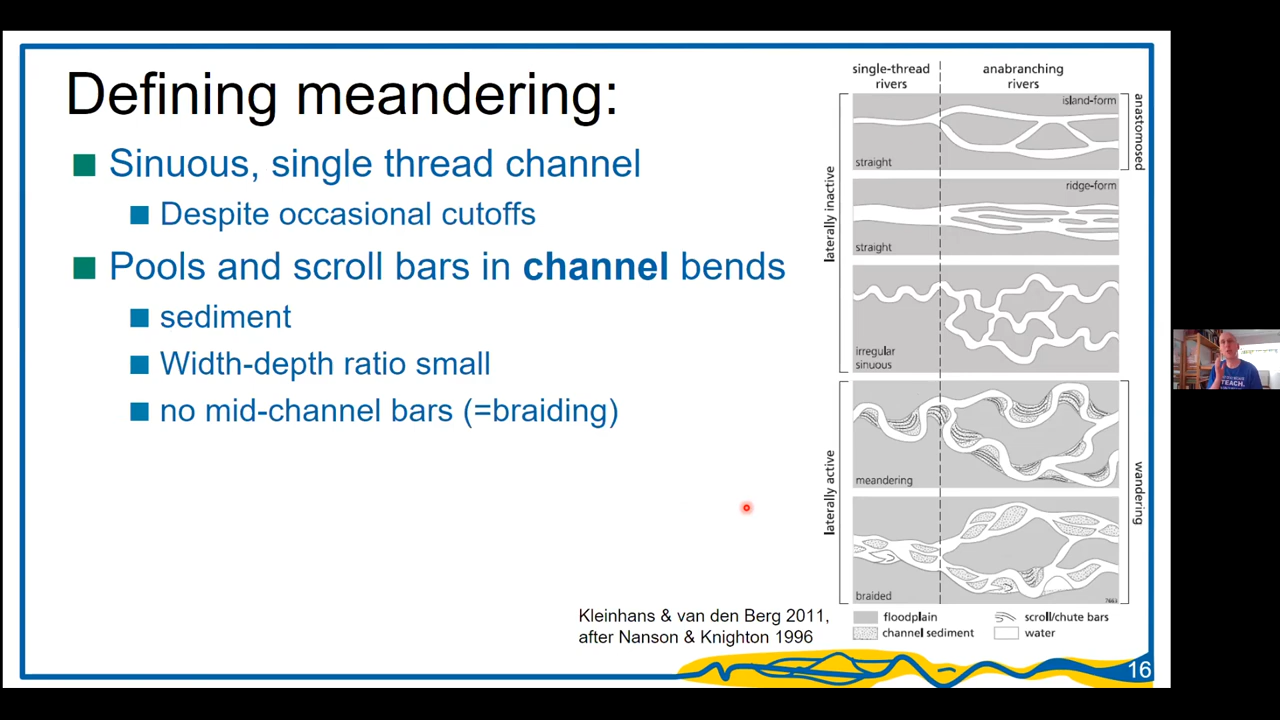 Defining meandering:
Sinuous, single thread channel
Despite occasional cutoffs
Pools and scroll bars in channel bends
sediment
Width-depth ratio small
no mid-channel bars (=braiding)
Kleinhans & van den Berg 2011,
after Nanson & Knighton 1996
single-thread
rivers
anabranching
rivers
island-form
straight
anastomosed
ridge-form
straight
laterally inactive
irregular
sinuous
meandering
laterally active
wandering
braided
7663
floodplain
scroll/chute bars
channel sediment
water
16
TEACH.